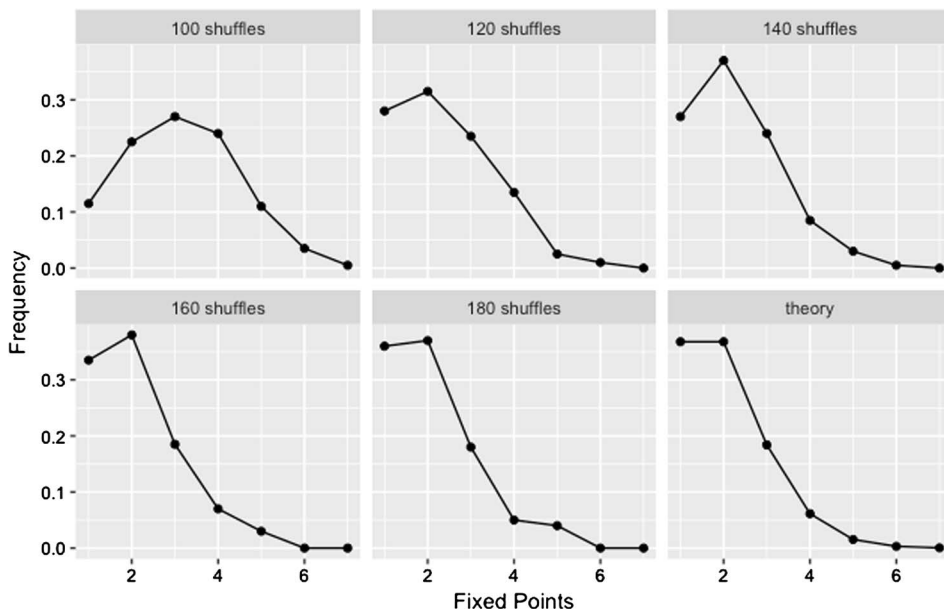 100 shuffles
120 shuffles
140 shuffles
0.3
0.2
0.1
0.0
Frequency
160 shuffles
180 shuffles
theory
0.3
0.2
0.1
0.0
2 4 6
2 4 6
2 4 6
Fixed Points